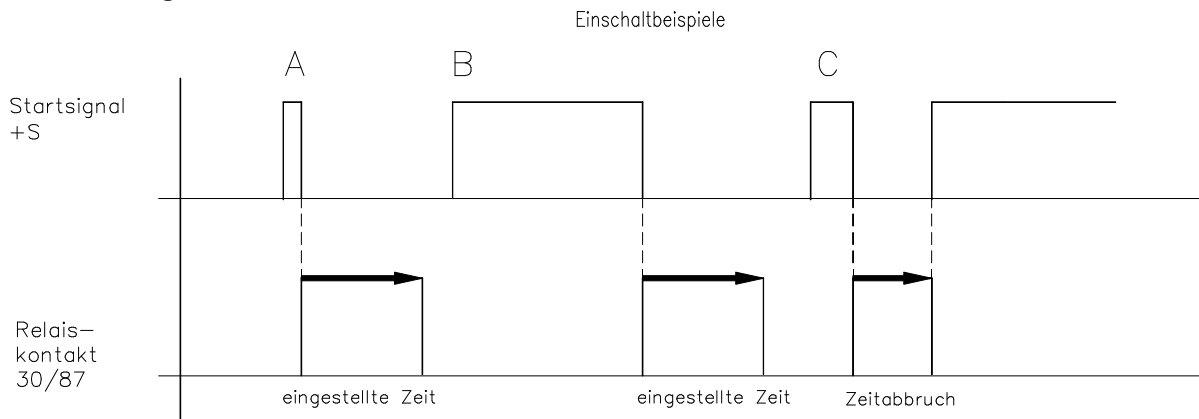 Einschaltbeispiele
A
B
C
Startsignal
+S
Relais–
kontakt
30/87
eingestellte Zeit
eingestellte Zeit
Zeitabbruch